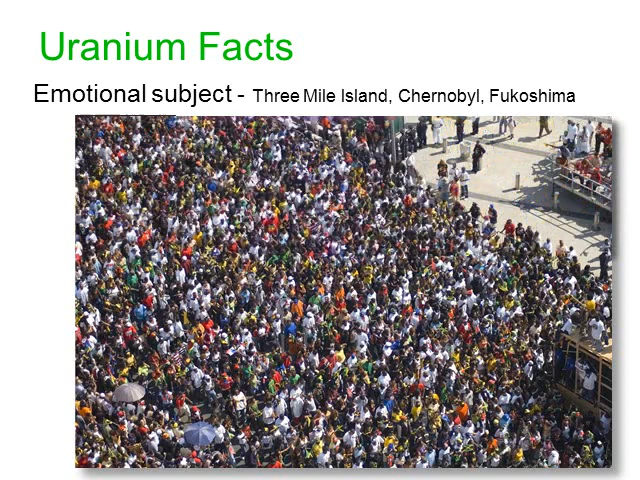 Uranium Facts
Emotional subject - Three Mile Island, Chernobyl, Fukoshima